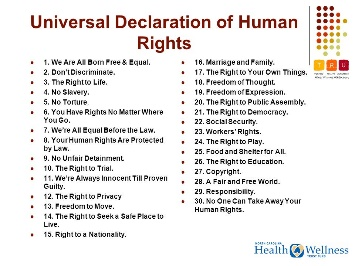 Universal Declaration of Human
Rights
1. We Are All Born Free & Equal.
2. Don't Discriminate.
3. The Right to Life.
4. No Slavery.
5. No Torture.
6. You Have Rights No Matter Where
You Go.
7. We're All Equal Before the Law.
8. Your Human Rights Are Protected
by Law.
9. No Unfair Detainment.
10. The Right to Trial.
11. We're Always Innocent Till Proven
Guilty.
12. The Right to Privacy
13. Freedom to Move.
14. The Right to Seek a Safe Place to
Live.
15. Right to a Nationality.
16. Marriage and Family.
17. The Right to Your Own Things.
18. Freedom of Thought.
19. Freedom of Expression.
20. The Right to Public Assembly.
21. The Right to Democracy.
22. Social Security.
23. Workers' Rights.
24. The Right to Play.
25. Food and Shelter for All.
26. The Right to Education.
27. Copyright.
28. A Fair and Free World.
29. Responsibility.
30. No One Can Take Away Your
Human Rights.
T P U
NORTH CAROLINA
Health & Wellness